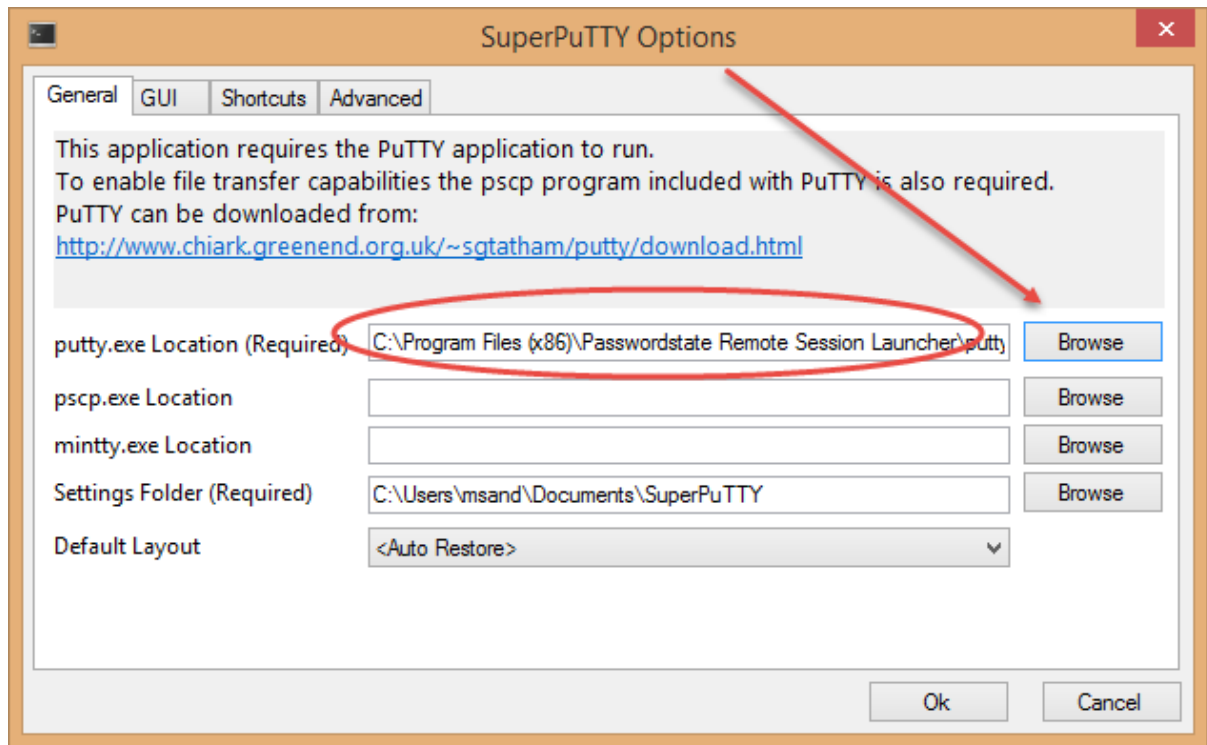 SuperPuTTY Options
General GUI Shortcuts Advanced
This application requires the PuTTY application to run.
To enable file transfer capabilities the pscp program included with PuTTY is also required.
PuTTY can be downloaded from:
http://www.chiark.greenend.org.uk/~sgtatham/putty/download.html
putty.exe Location (Required) C:\Program Files (x86)\Passwordstate Remote Session Launcher\putty Browse
pscp.exe Location Browse
mintty.exe Location Browse
Settings Folder (Required) C:\Users\msand\Documents\SuperPuTTY Browse
Default Layout <Auto Restore>
Ok Cancel